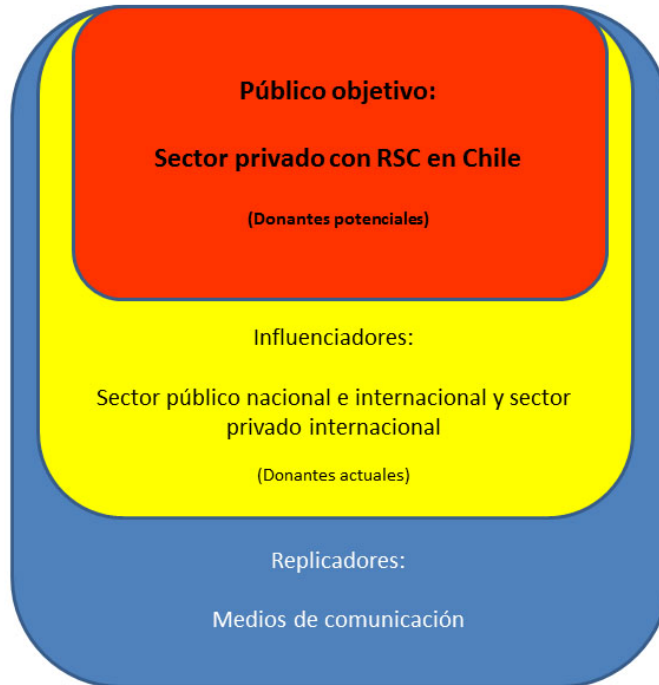 Público objetivo:
Sector privado con RSC en Chile
(Donantes potenciales)
Influenciadores:
Sector público nacional e internacional y sector
privado internacional
(Donantes actuales)
Replicadores:
Medios de comunicación